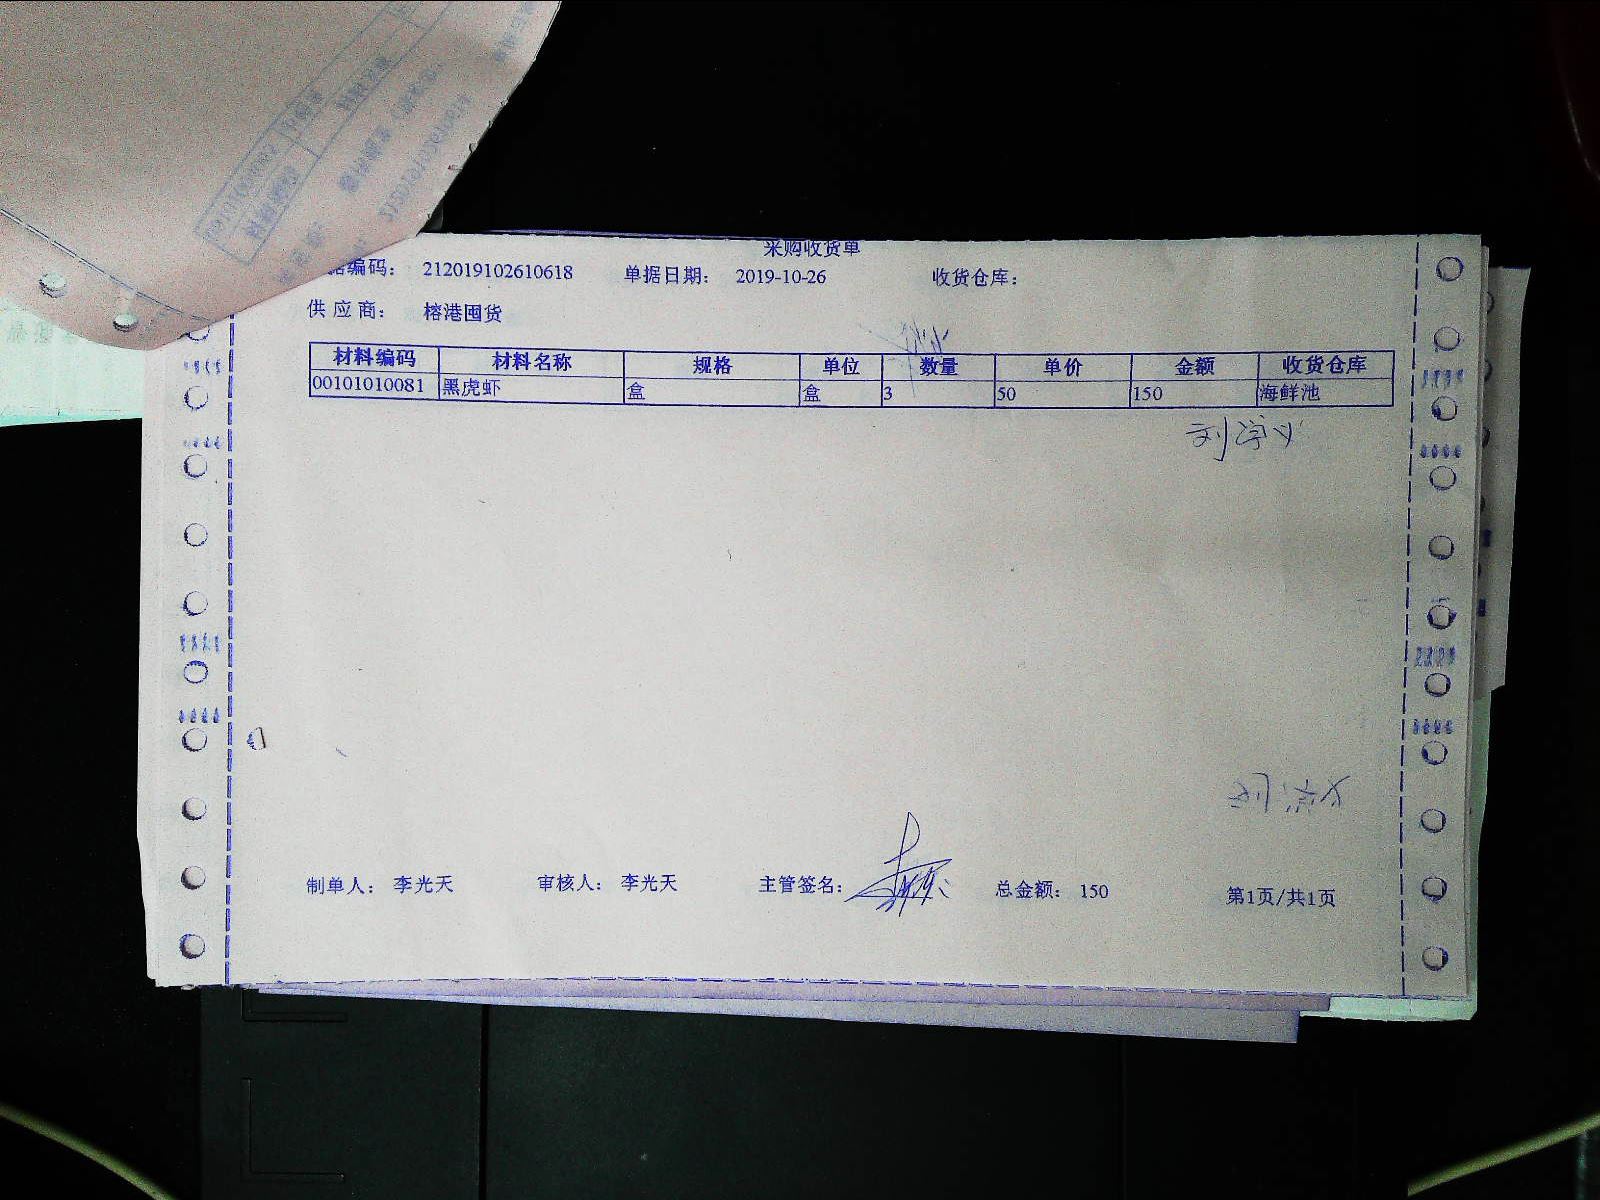 采购收货单
据编码： 212019102610618 单据日期： 2019-10-26 收货仓库：
供 应 商： 榕港囤货
材料编码 材料名称 规格 单位 数量 单价 金额 收货仓库
00101010081 黑虎虾 盒 盒 3 50 150 海鲜池
制单人： 李光天 审核人： 李光天 主管签名： 总金额： 150 第1页/共1页